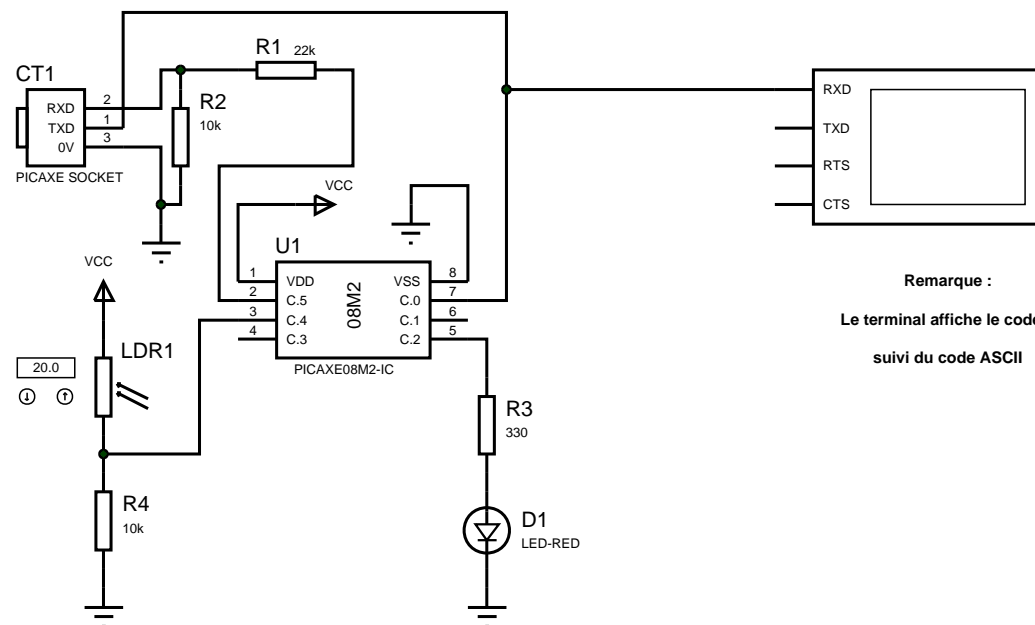 R1 22k
CT1
R2
10k
2
RXD
1
TXD
3
0V
PICAXE SOCKET
RXD
TXD
RTS
CTS
VCC
U1
1 VDD
2 C.5
3 C.4
4 C.3
08M2
VSS 8
C.0 7
C.1 6
C.2 5
PICAXE08M2-IC
VCC
LDR1
20.0
R4
10k
R3
330
D1
LED-RED
Remarque :
Le terminal affiche le code
suivi du code ASCII